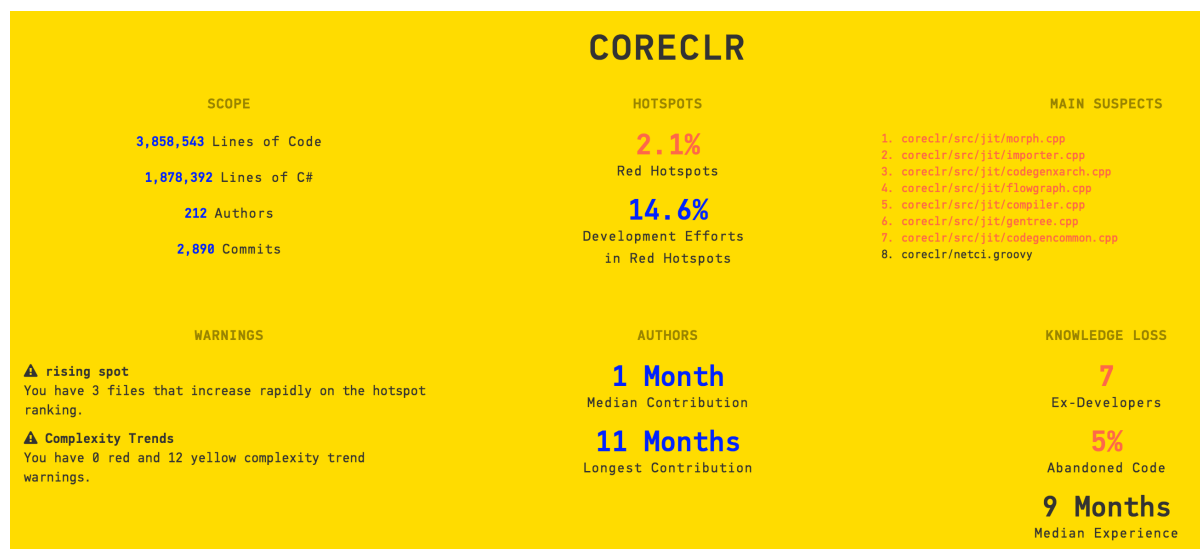 CORECLR
SCOPE
3,858,543 Lines of Code
1,878,392 Lines of C#
212 Authors
2,890 Commits
HOTSPOTS
2.1%
Red Hotspots
14.6%
Development Efforts
in Red Hotspots
MAIN SUSPECTS
1. coreclr/src/jit/morph.cpp
2. coreclr/src/jit/importer.cpp
3. coreclr/src/jit/codegenxarch.cpp
4. coreclr/src/jit/flowgraph.cpp
5. coreclr/src/jit/compiler.cpp
6. coreclr/src/jit/gentree.cpp
7. coreclr/src/jit/codegencommon.cpp
8. coreclr/netci.groovy
WARNINGS
rising spot
You have 3 files that increase rapidly on the hotspot
ranking.
Complexity Trends
You have 0 red and 12 yellow complexity trend
warnings.
AUTHORS
1 Month
Median Contribution
11 Months
Longest Contribution
KNOWLEDGE LOSS
7
Ex-Developers
5%
Abandoned Code
9 Months
Median Experience